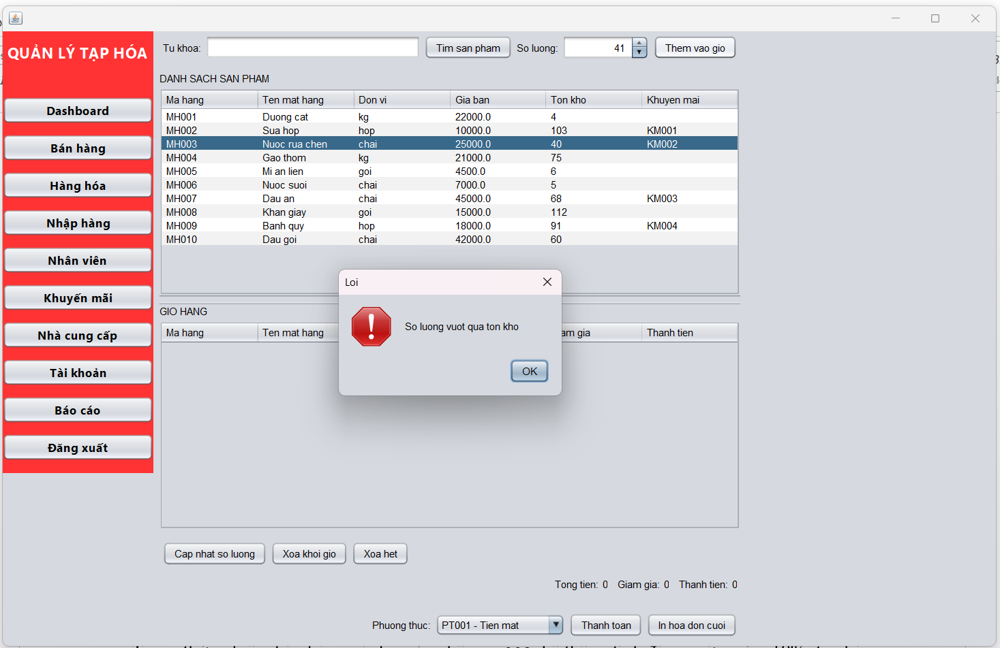 QUẢN LÝ TẠP HÓA
Dashboard
Bán hàng
Hàng hóa
Nhập hàng
Nhân viên
Khuyến mãi
Nhà cung cấp
Tài khoản
Báo cáo
Đăng xuất
Tu khoa: Tim san pham So luong: 41 Them vao gio
DANH SACH SAN PHAM
Ma hang Ten mat hang Don vi Gia ban Ton kho Khuyen mai
MH001 Duong cat kg 22000.0 4
MH002 Sua hop hop 10000.0 103 KM001
MH003 Nuoc rua chen chai 25000.0 40 KM002
MH004 Gao thom kg 21000.0 75
MH005 Mi an lien goi 4500.0 6
MH006 Nuoc suoi chai 7000.0 5
MH007 Dau an chai 45000.0 68 KM003
MH008 Khan giay goi 15000.0 112
MH009 Banh quy hop 18000.0 91 KM004
MH010 Dau goi chai 42000.0 60
Loi
So luong vuot qua ton kho
OK
GIO HANG
Ma hang Ten mat hang am gia Thanh tien
Cap nhat so luong Xoa khoi gio Xoa het
Tong tien: 0 Giam gia: 0 Thanh tien: 0
Phuong thuc: PT001 - Tien mat Thanh toan In hoa don cuoi